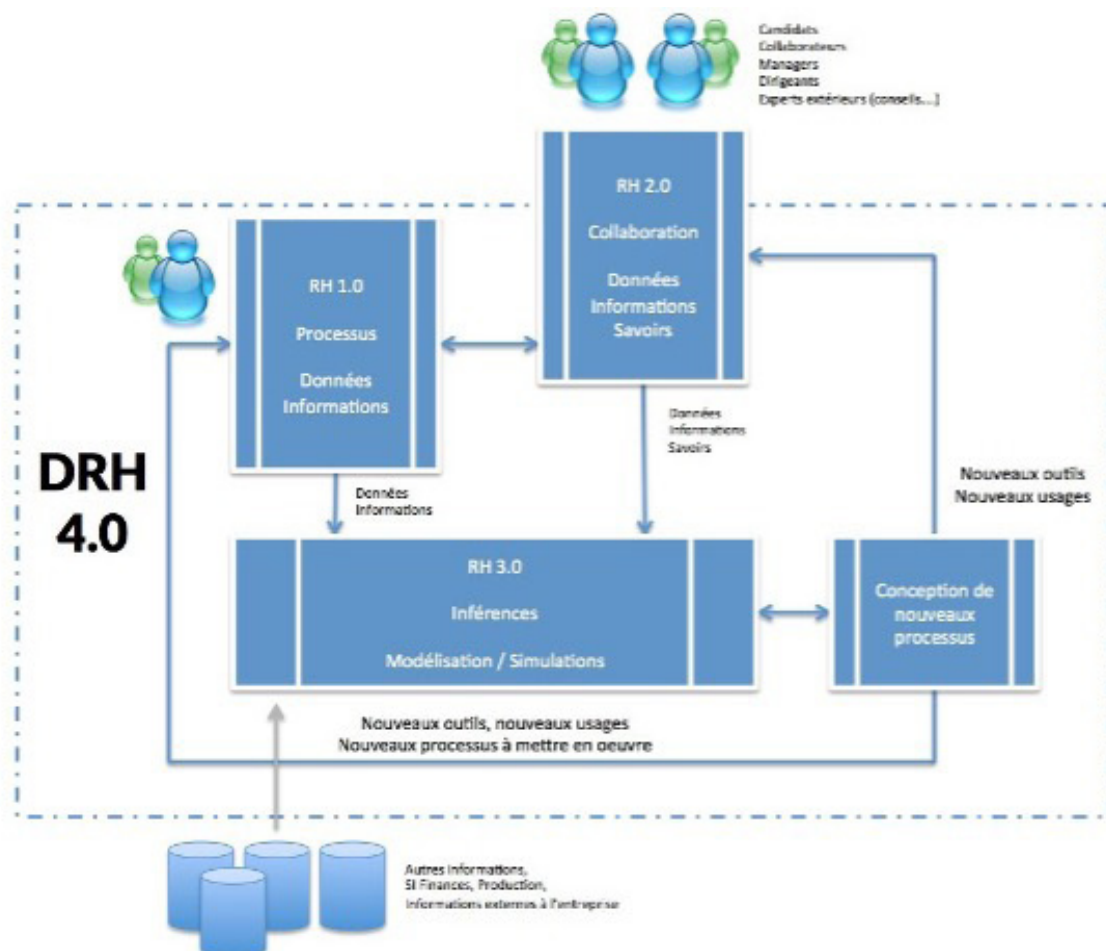 Candidats
Collaborateurs
Managers
Dirigeants
Experts extérieurs (conseils...]
RH 2.0
Collaboration
Données
Informations
Savoirs
RH 1.0
Processus
Données
Informations
DRH
4.0
Données
Informations
Données
Informations
Savoirs
Nouveaux outils
Nouveaux usages
RH 3.0
Inférences
Modélisation / Simulations
Conception de
nouveaux
processus
Nouveaux outils, nouveaux usages
Nouveaux processus à mettre en oeuvre
Autres Informations,
SI Finances, Production,
Informations externes à l'entreprise